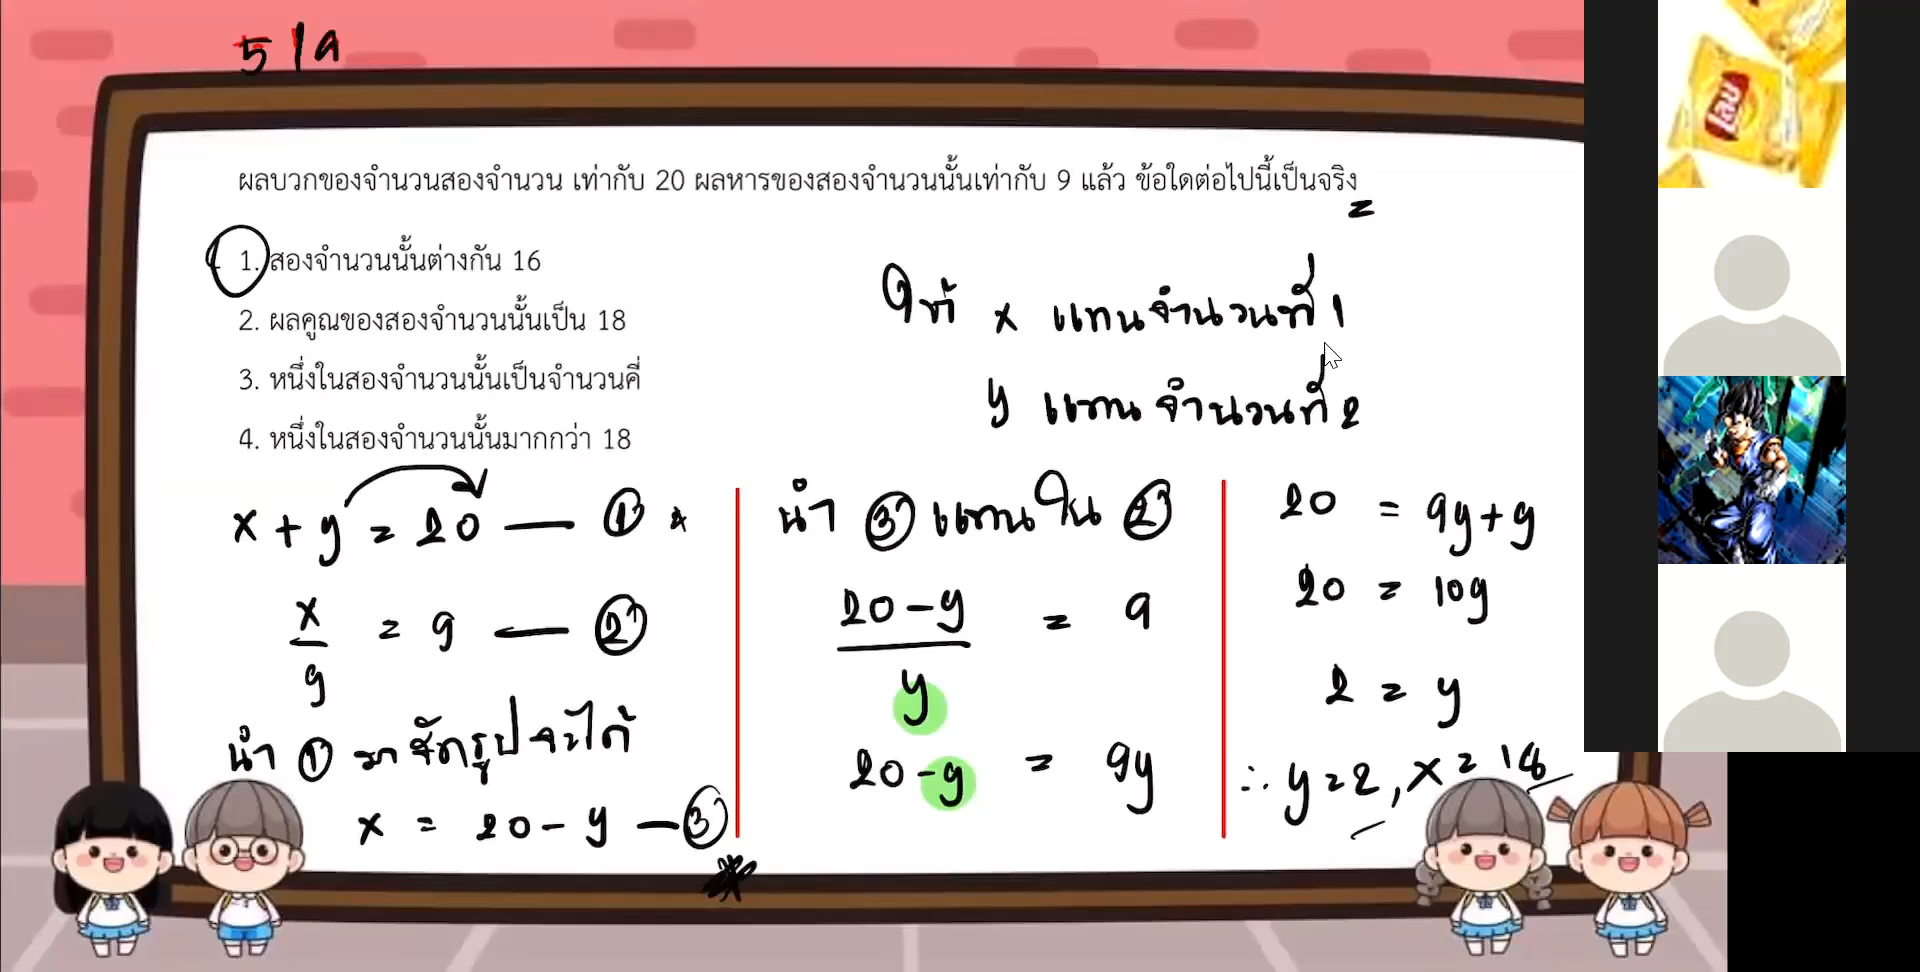 5 19
ผลบวกของจำนวนสองจำนวน เท่ากับ 20 ผลหารของสองจำนวนนั้นเท่ากับ 9 แล้ว ข้อใดต่อไปนี้เป็นจริง
1. สองจำนวนนั้นต่างกัน 16
2. ผลคูณของสองจำนวนนั้นเป็น 18
3. หนึ่งในสองจำนวนนั้นเป็นจำนวนคี่
4. หนึ่งในสองจำนวนนั้นมากกว่า 18
ให้ x แทนจำนวนที่ 1
y แทนจำนวนที่ 2
x + y = 20 — ①
x/y = 9 — ②
นำ ① มาจัดรูปจะได้
x = 20 - y — ③
นำ ③ แทนใน ②
20 - y / y = 9
20 - y = 9y
20 = 9y + y
20 = 10y
2 = y
∴ y = 2, x = 18
เลย์